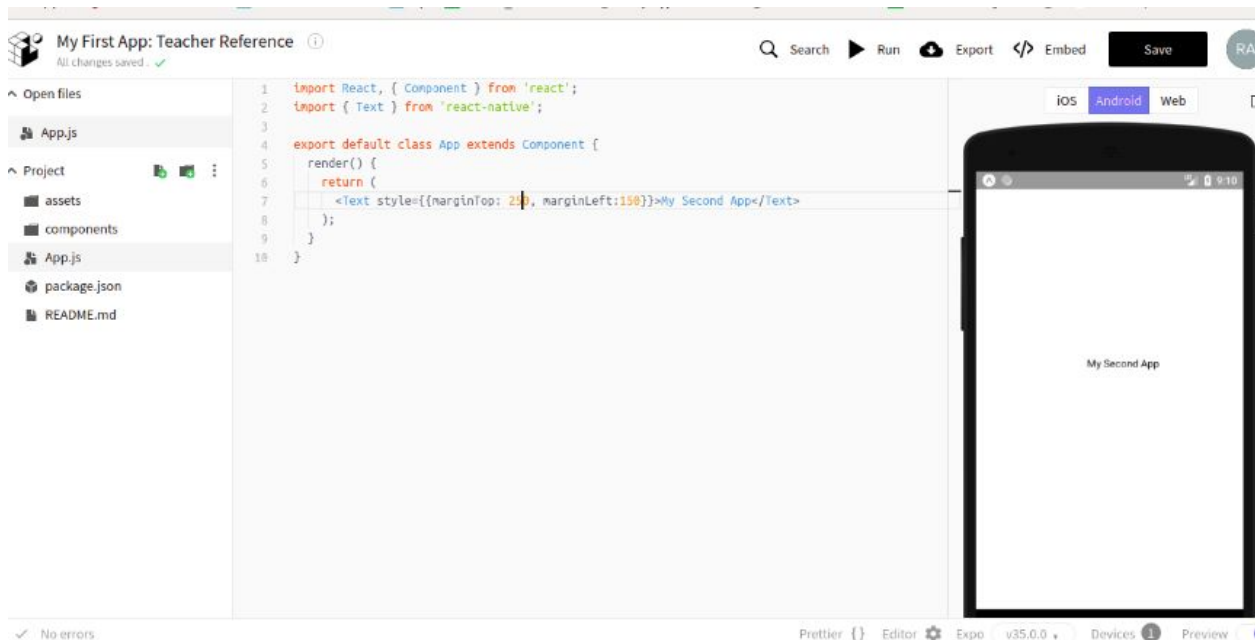 My First App: Teacher Reference
All changes saved.
Search
Run
Export
</> Embed
Save
RA
Open files
App.js
Project
assets
components
App.js
package.json
README.md
1 import React, { Component } from 'react';
2 import { Text } from 'react-native';
3
4 export default class App extends Component {
5 render() {
6 return (
7 <Text style={{marginTop: 250, marginLeft:150}}>My Second App</Text>
8 );
9 }
10 }
iOS
Android
Web
9:10
My Second App
No errors
Prettier {}
Editor
Expo
v35.0.0
Devices
1
Preview